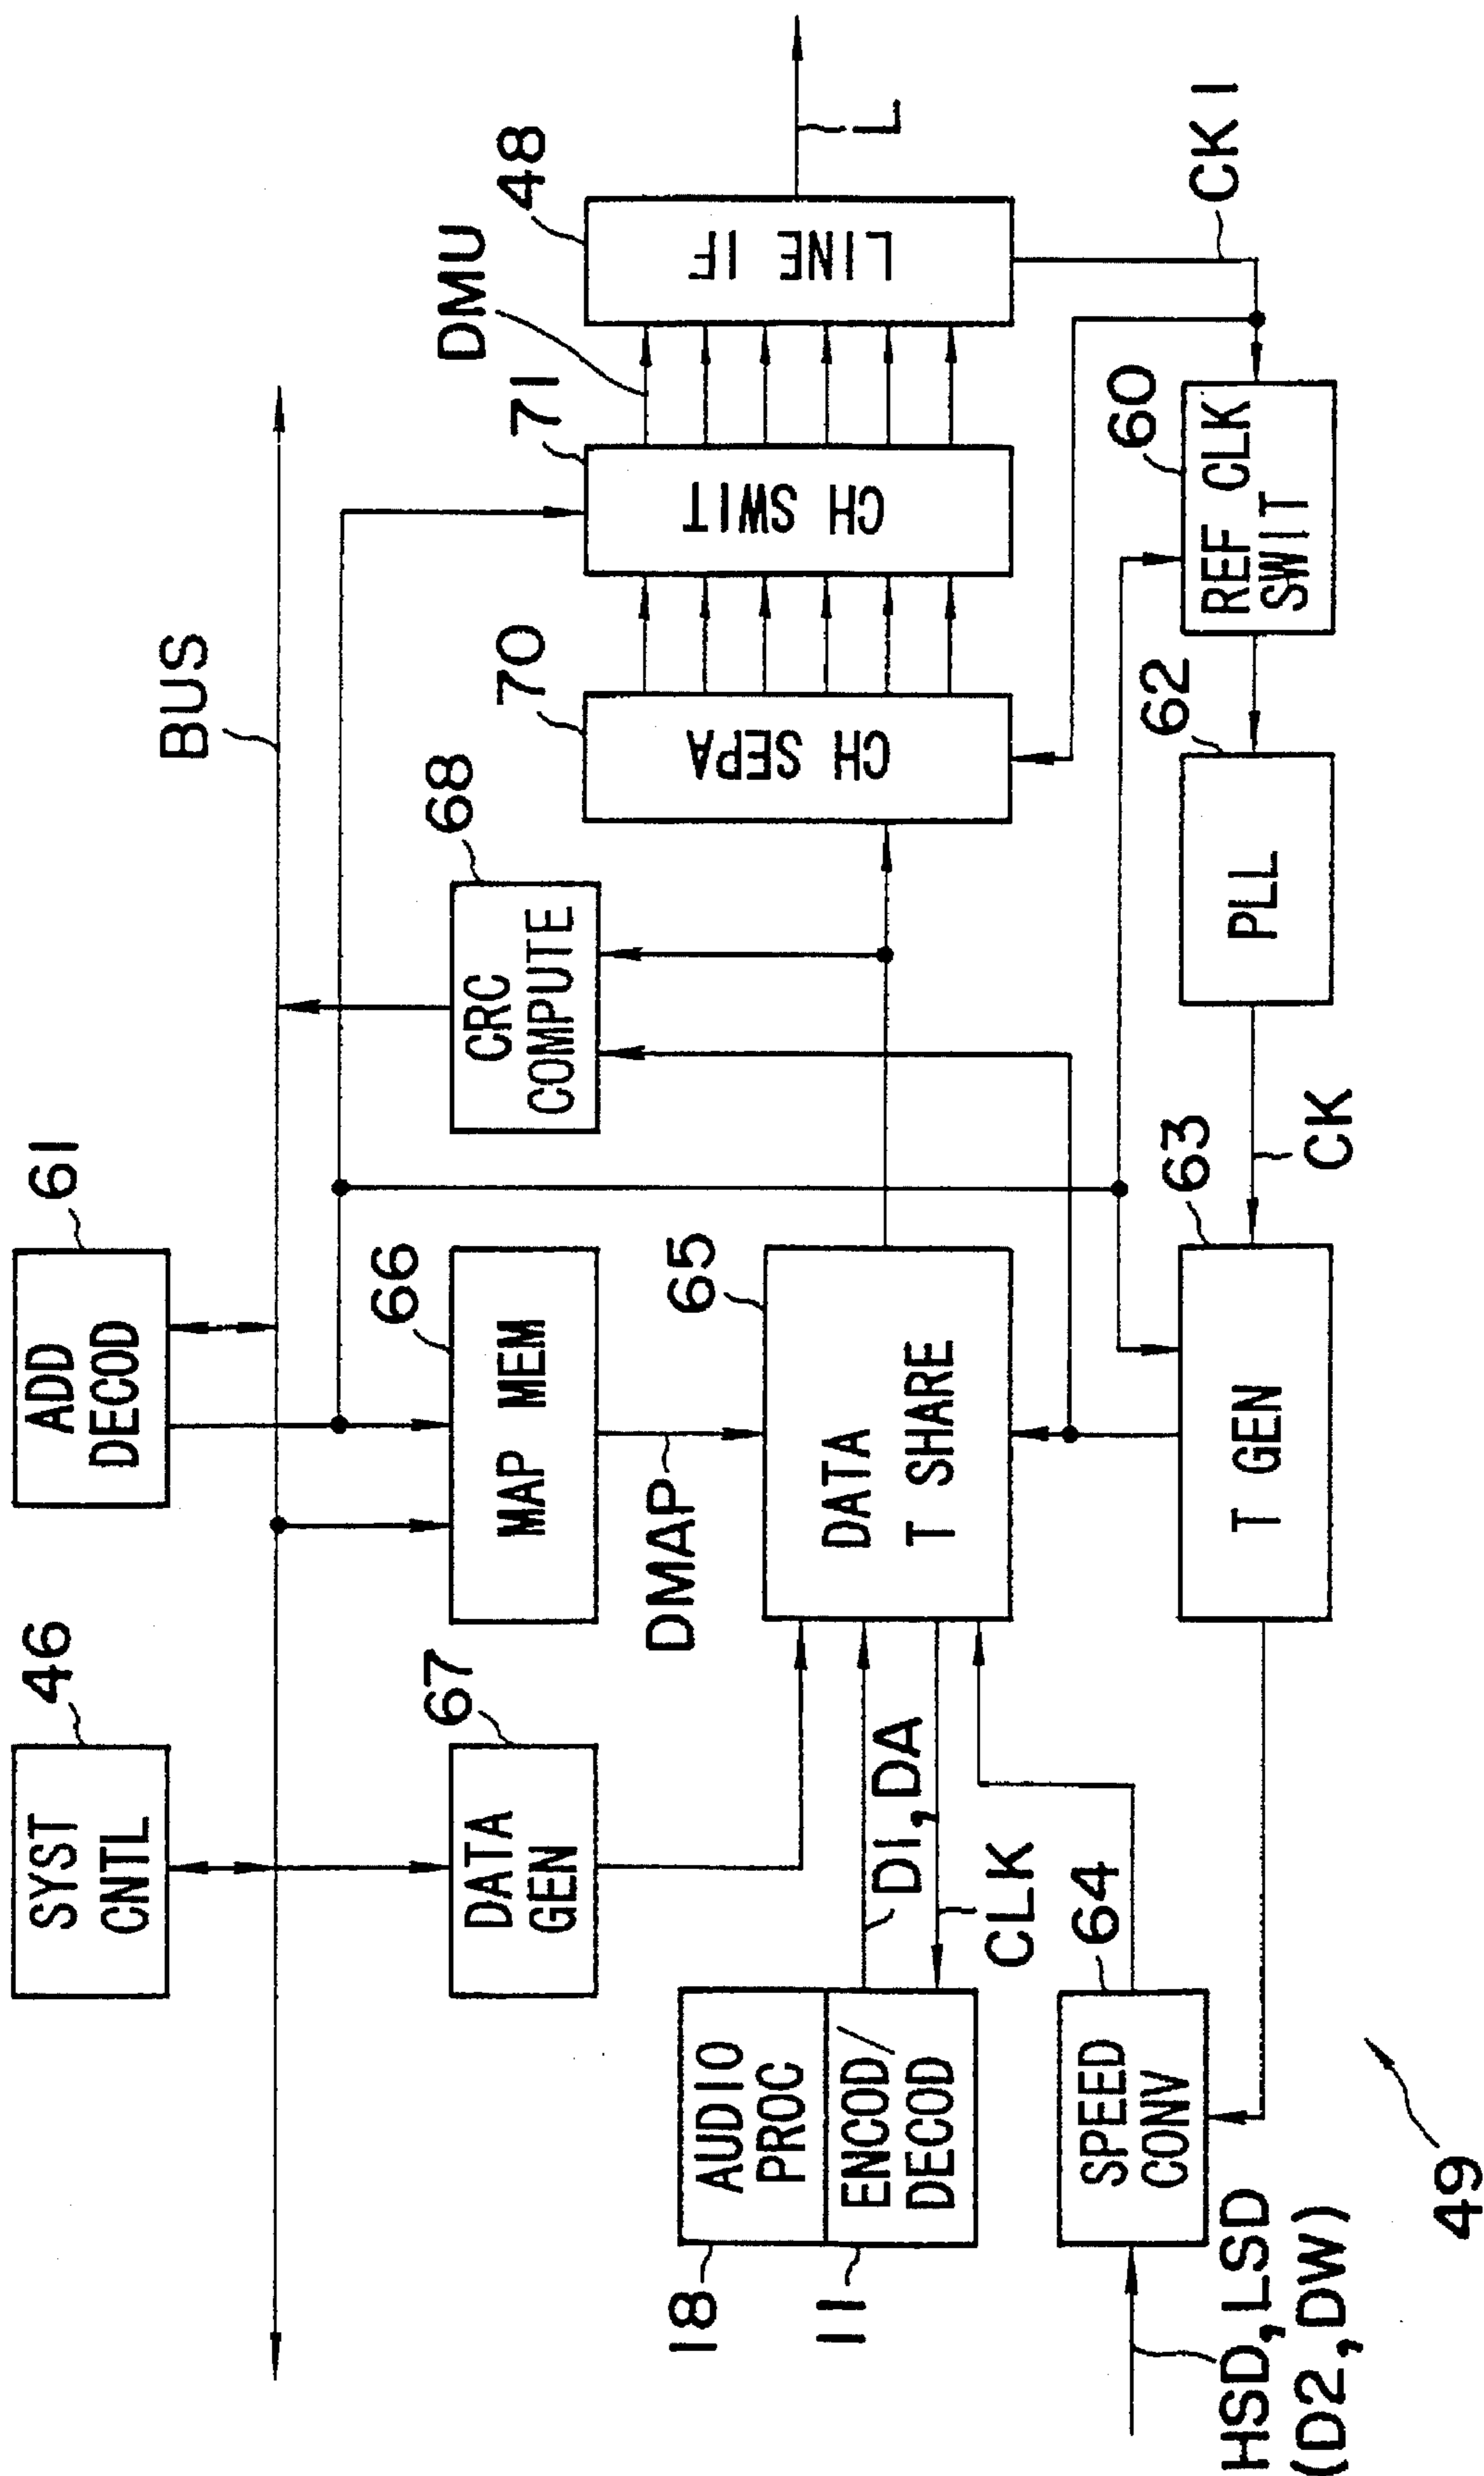 SYST
CNTL
46
ADD
DECOD
61
BUS
DATA
GEN
67
MAP MEM
66
CRC
COMPUTE
68
DMAP
AUDIO
PROC
18
ENCOD/
DECOD
11
DI,DA
CLK
DATA
T SHARE
65
CH SEPA
70
CH SWIT
71
DMU
LINE IF
48
L
SPEED
CONV
64
HSD,LSD
(D2,DW)
T GEN
63
CK
PLL
62
REF CLK
SWIT
60
CK1
49